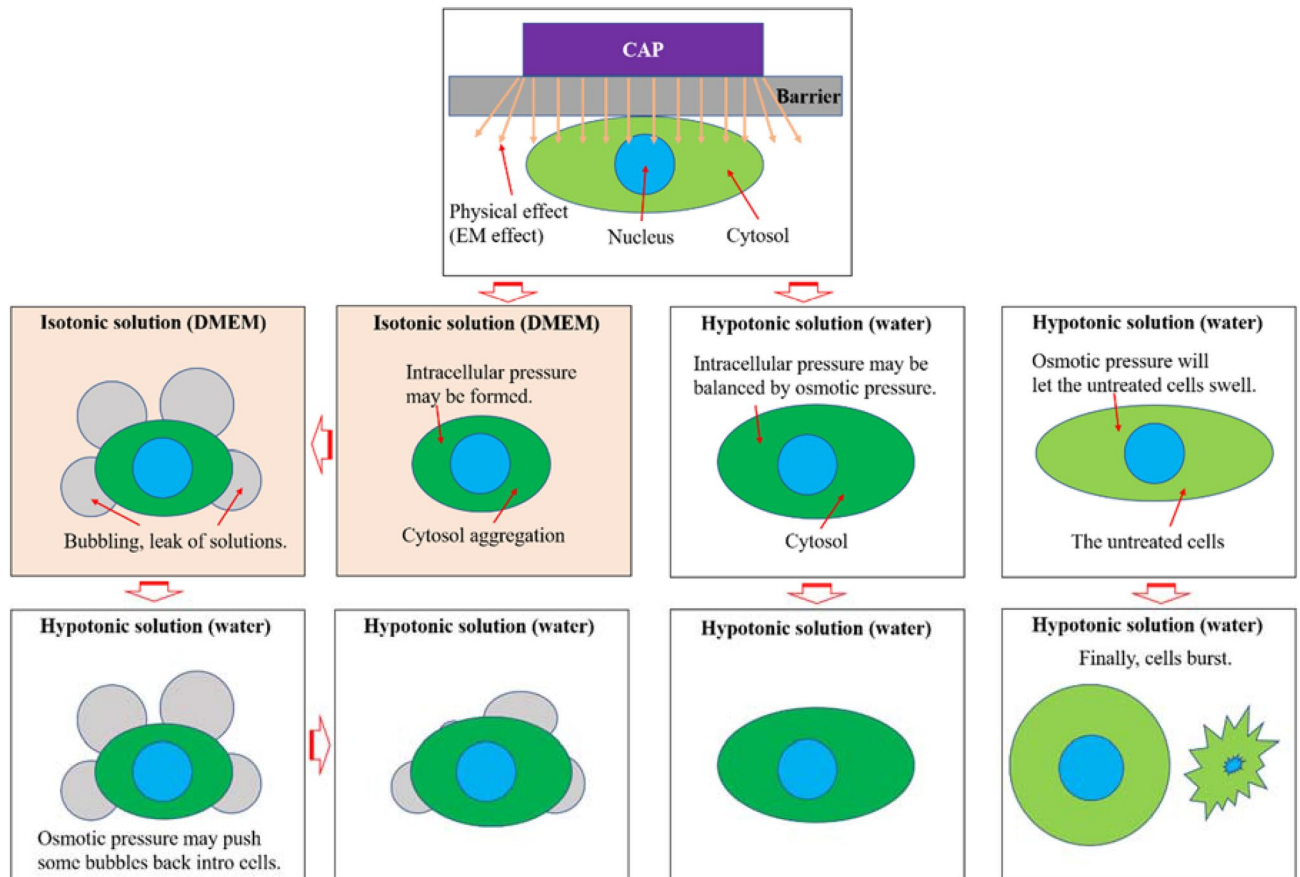 CAP
Barrier
Physical effect
(EM effect)
Nucleus
Cytosol
Isotonic solution (DMEM)
Bubbling, leak of solutions.
Isotonic solution (DMEM)
Intracellular pressure
may be formed.
Cytosol aggregation
Hypotonic solution (water)
Intracellular pressure may be
balanced by osmotic pressure.
Cytosol
Hypotonic solution (water)
Osmotic pressure will
let the untreated cells swell.
The untreated cells
Hypotonic solution (water)
Osmotic pressure may push
some bubbles back intro cells.
Hypotonic solution (water)
Hypotonic solution (water)
Hypotonic solution (water)
Finally, cells burst.